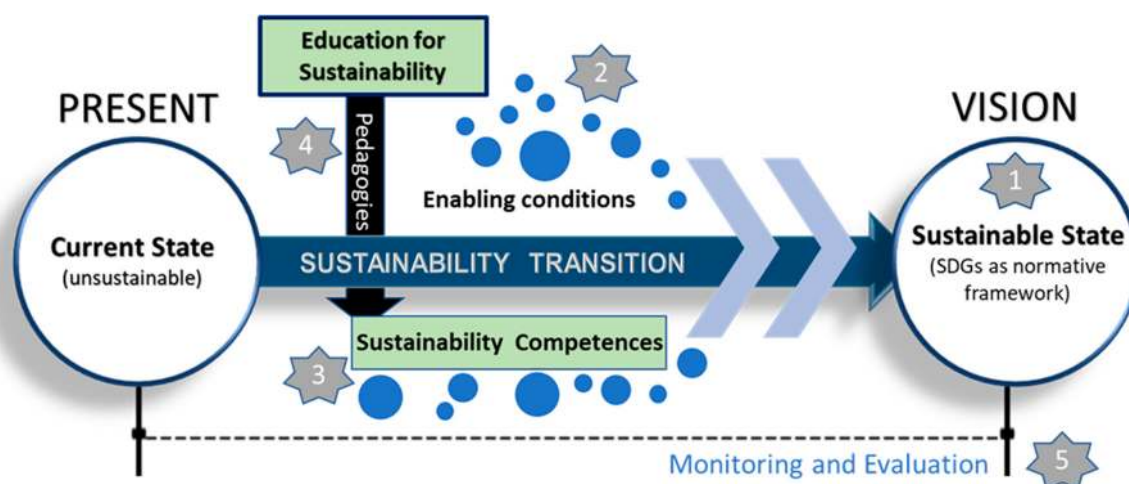 Education for
Sustainability
2
PRESENT
VISION
4
Pedagogies
1
Enabling conditions
Current State
(unsustainable)
Sustainable State
(SDGs as normative
framework)
SUSTAINABILITY TRANSITION
Sustainability Competences
3
Monitoring and Evaluation
5